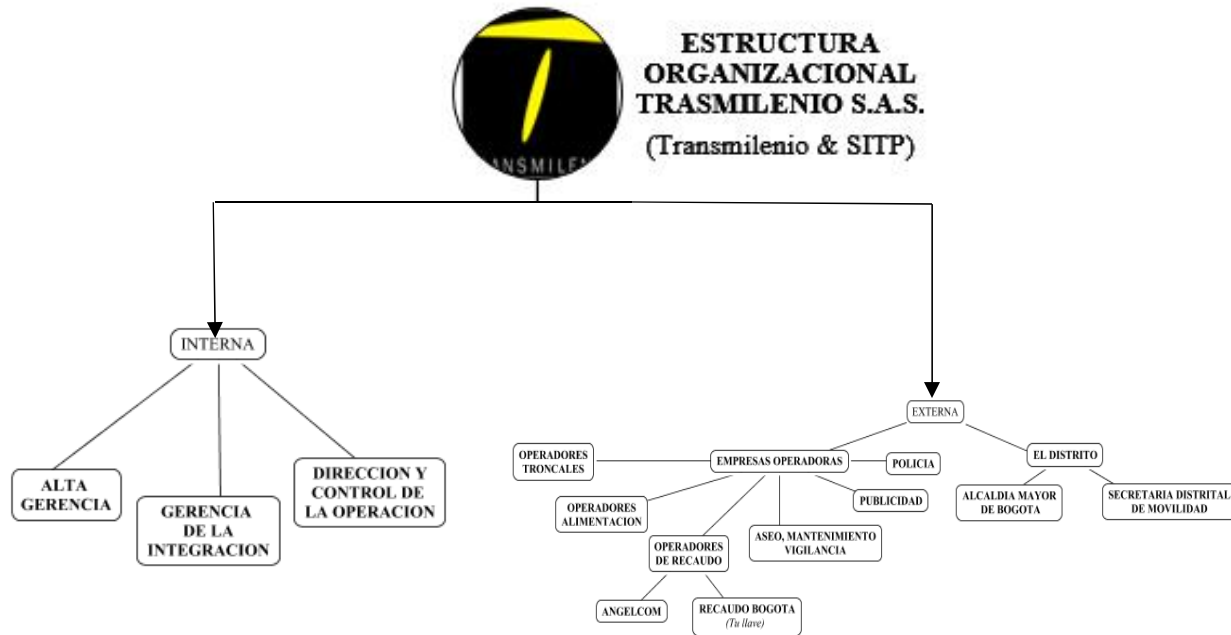 ESTRUCTURA
ORGANIZACIONAL
TRASMILENIO S.A.S.
(Transmilenio & SITP)
ANSMILEN
INTERNA
ALTA
GERENCIA
GERENCIA
DE LA
INTEGRACION
DIRECCION Y
CONTROL DE
LA OPERACION
EXTERNA
EMPRESAS OPERADORAS
OPERADORES
TRONCALES
OPERADORES
ALIMENTACION
OPERADORES
DE RECAUDO
ANGELCOM
RECAUDO BOGOTA
(Tu llave)
ASEO, MANTENIMIENTO
VIGILANCIA
PUBLICIDAD
POLICIA
EL DISTRITO
ALCALDIA MAYOR
DE BOGOTA
SECRETARIA DISTRITAL
DE MOVILIDAD